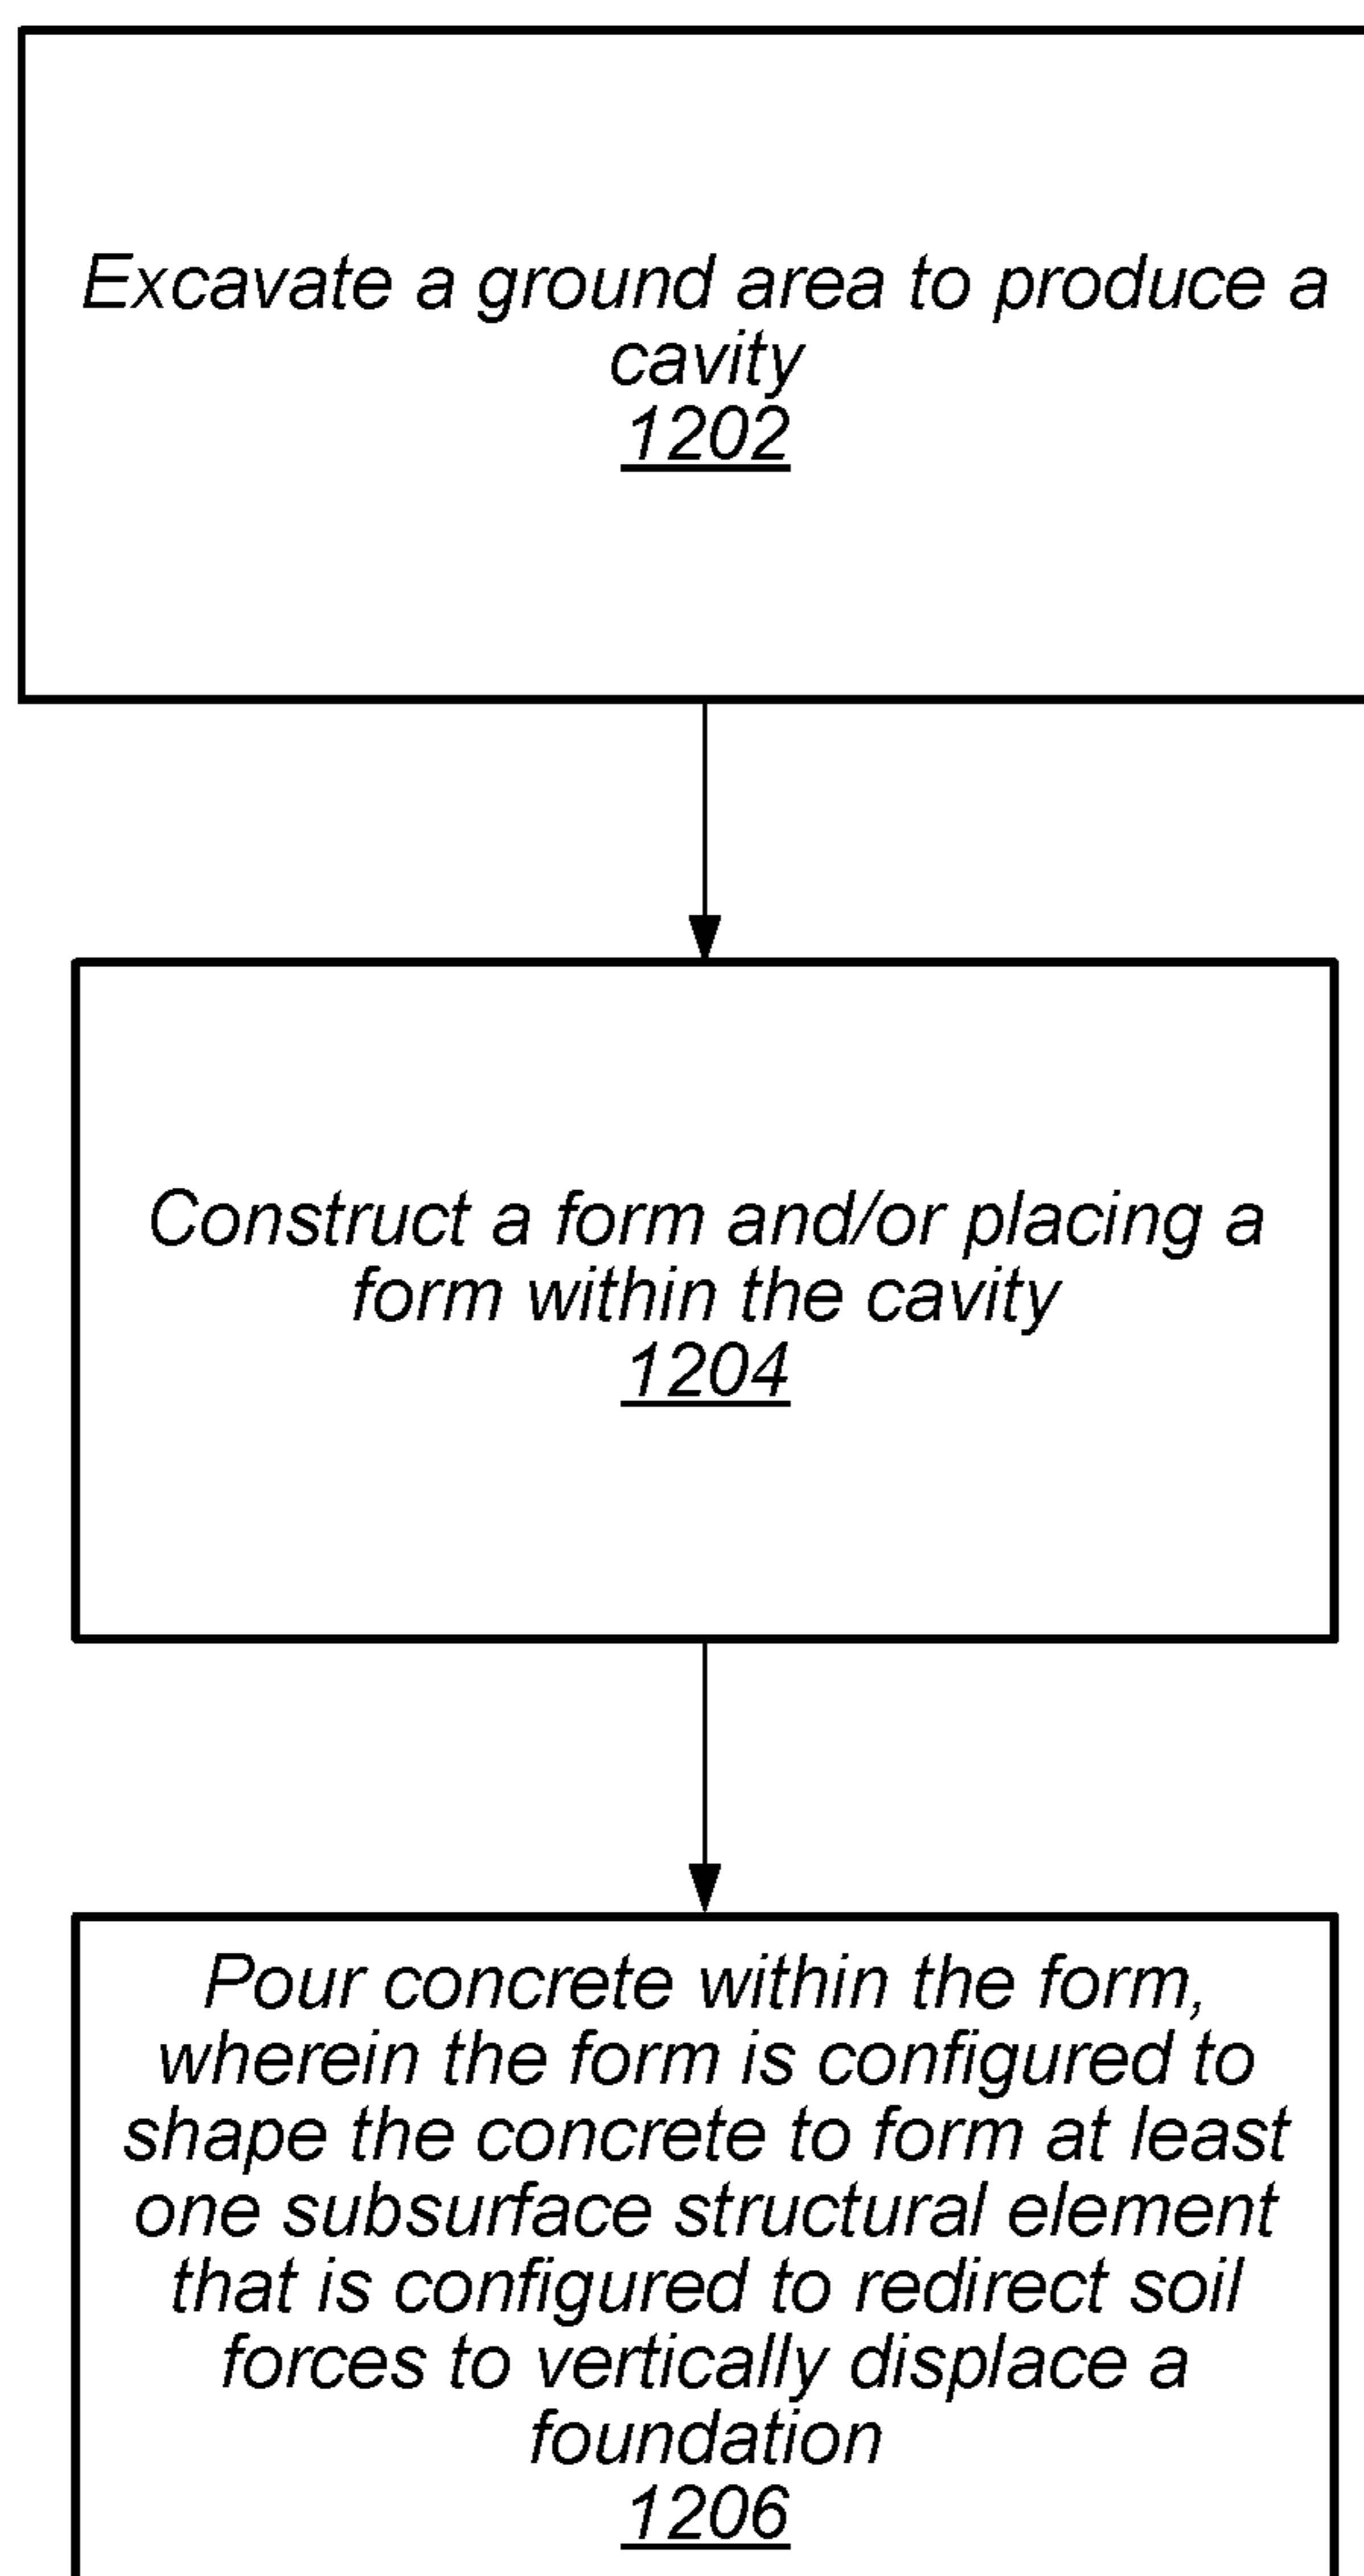 Excavate a ground area to produce a
cavity
1202
Construct a form and/or placing a
form within the cavity
1204
Pour concrete within the form,
wherein the form is configured to
shape the concrete to form at least
one subsurface structural element
that is configured to redirect soil
forces to vertically displace a
foundation
1206